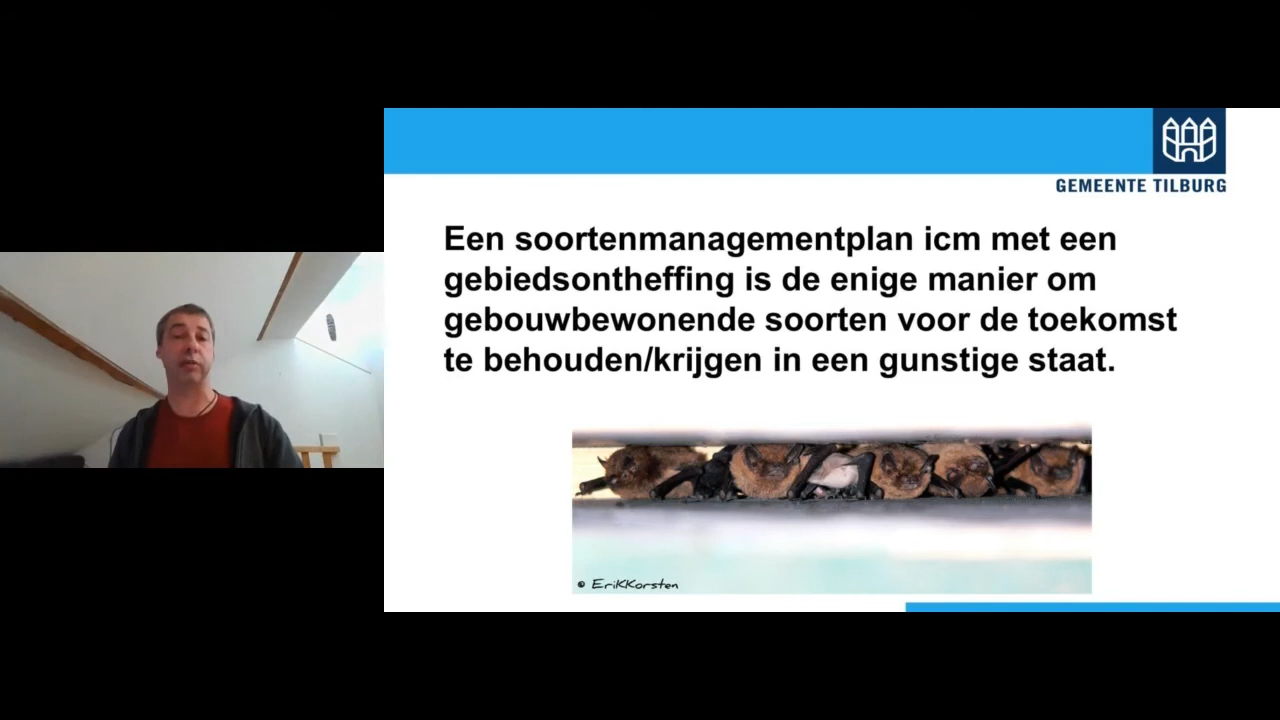 GEMEENTE TILBURG
Een soortenmanagementplan icm met een
gebiedsontheffing is de enige manier om
gebouwbewonende soorten voor de toekomst
te behouden/krijgen in een gunstige staat.
© ErikKorsten